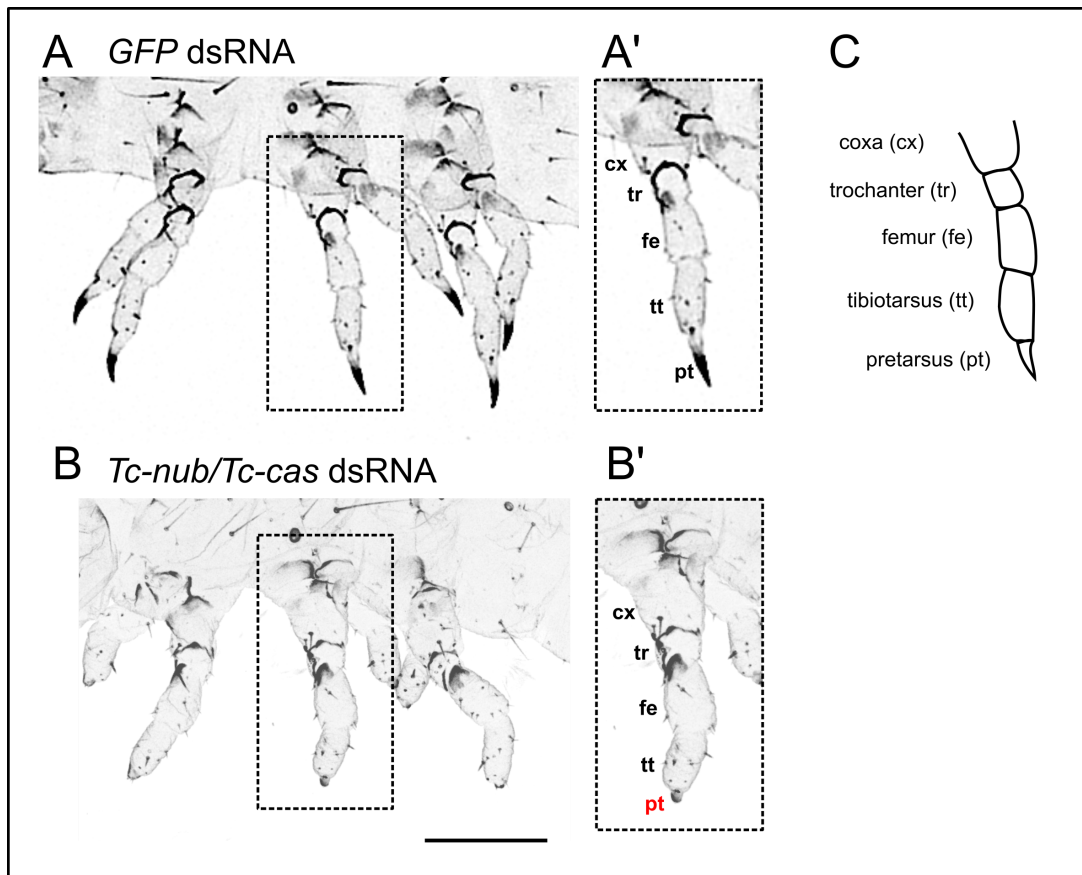 A GFP dsRNA
A'
C
cx
tr
fe
tt
pt
coxa (cx)
trochanter (tr)
femur (fe)
tibiotarsus (tt)
pretarsus (pt)
B Tc-nub/Tc-cas dsRNA
B'
cx
tr
fe
tt
pt